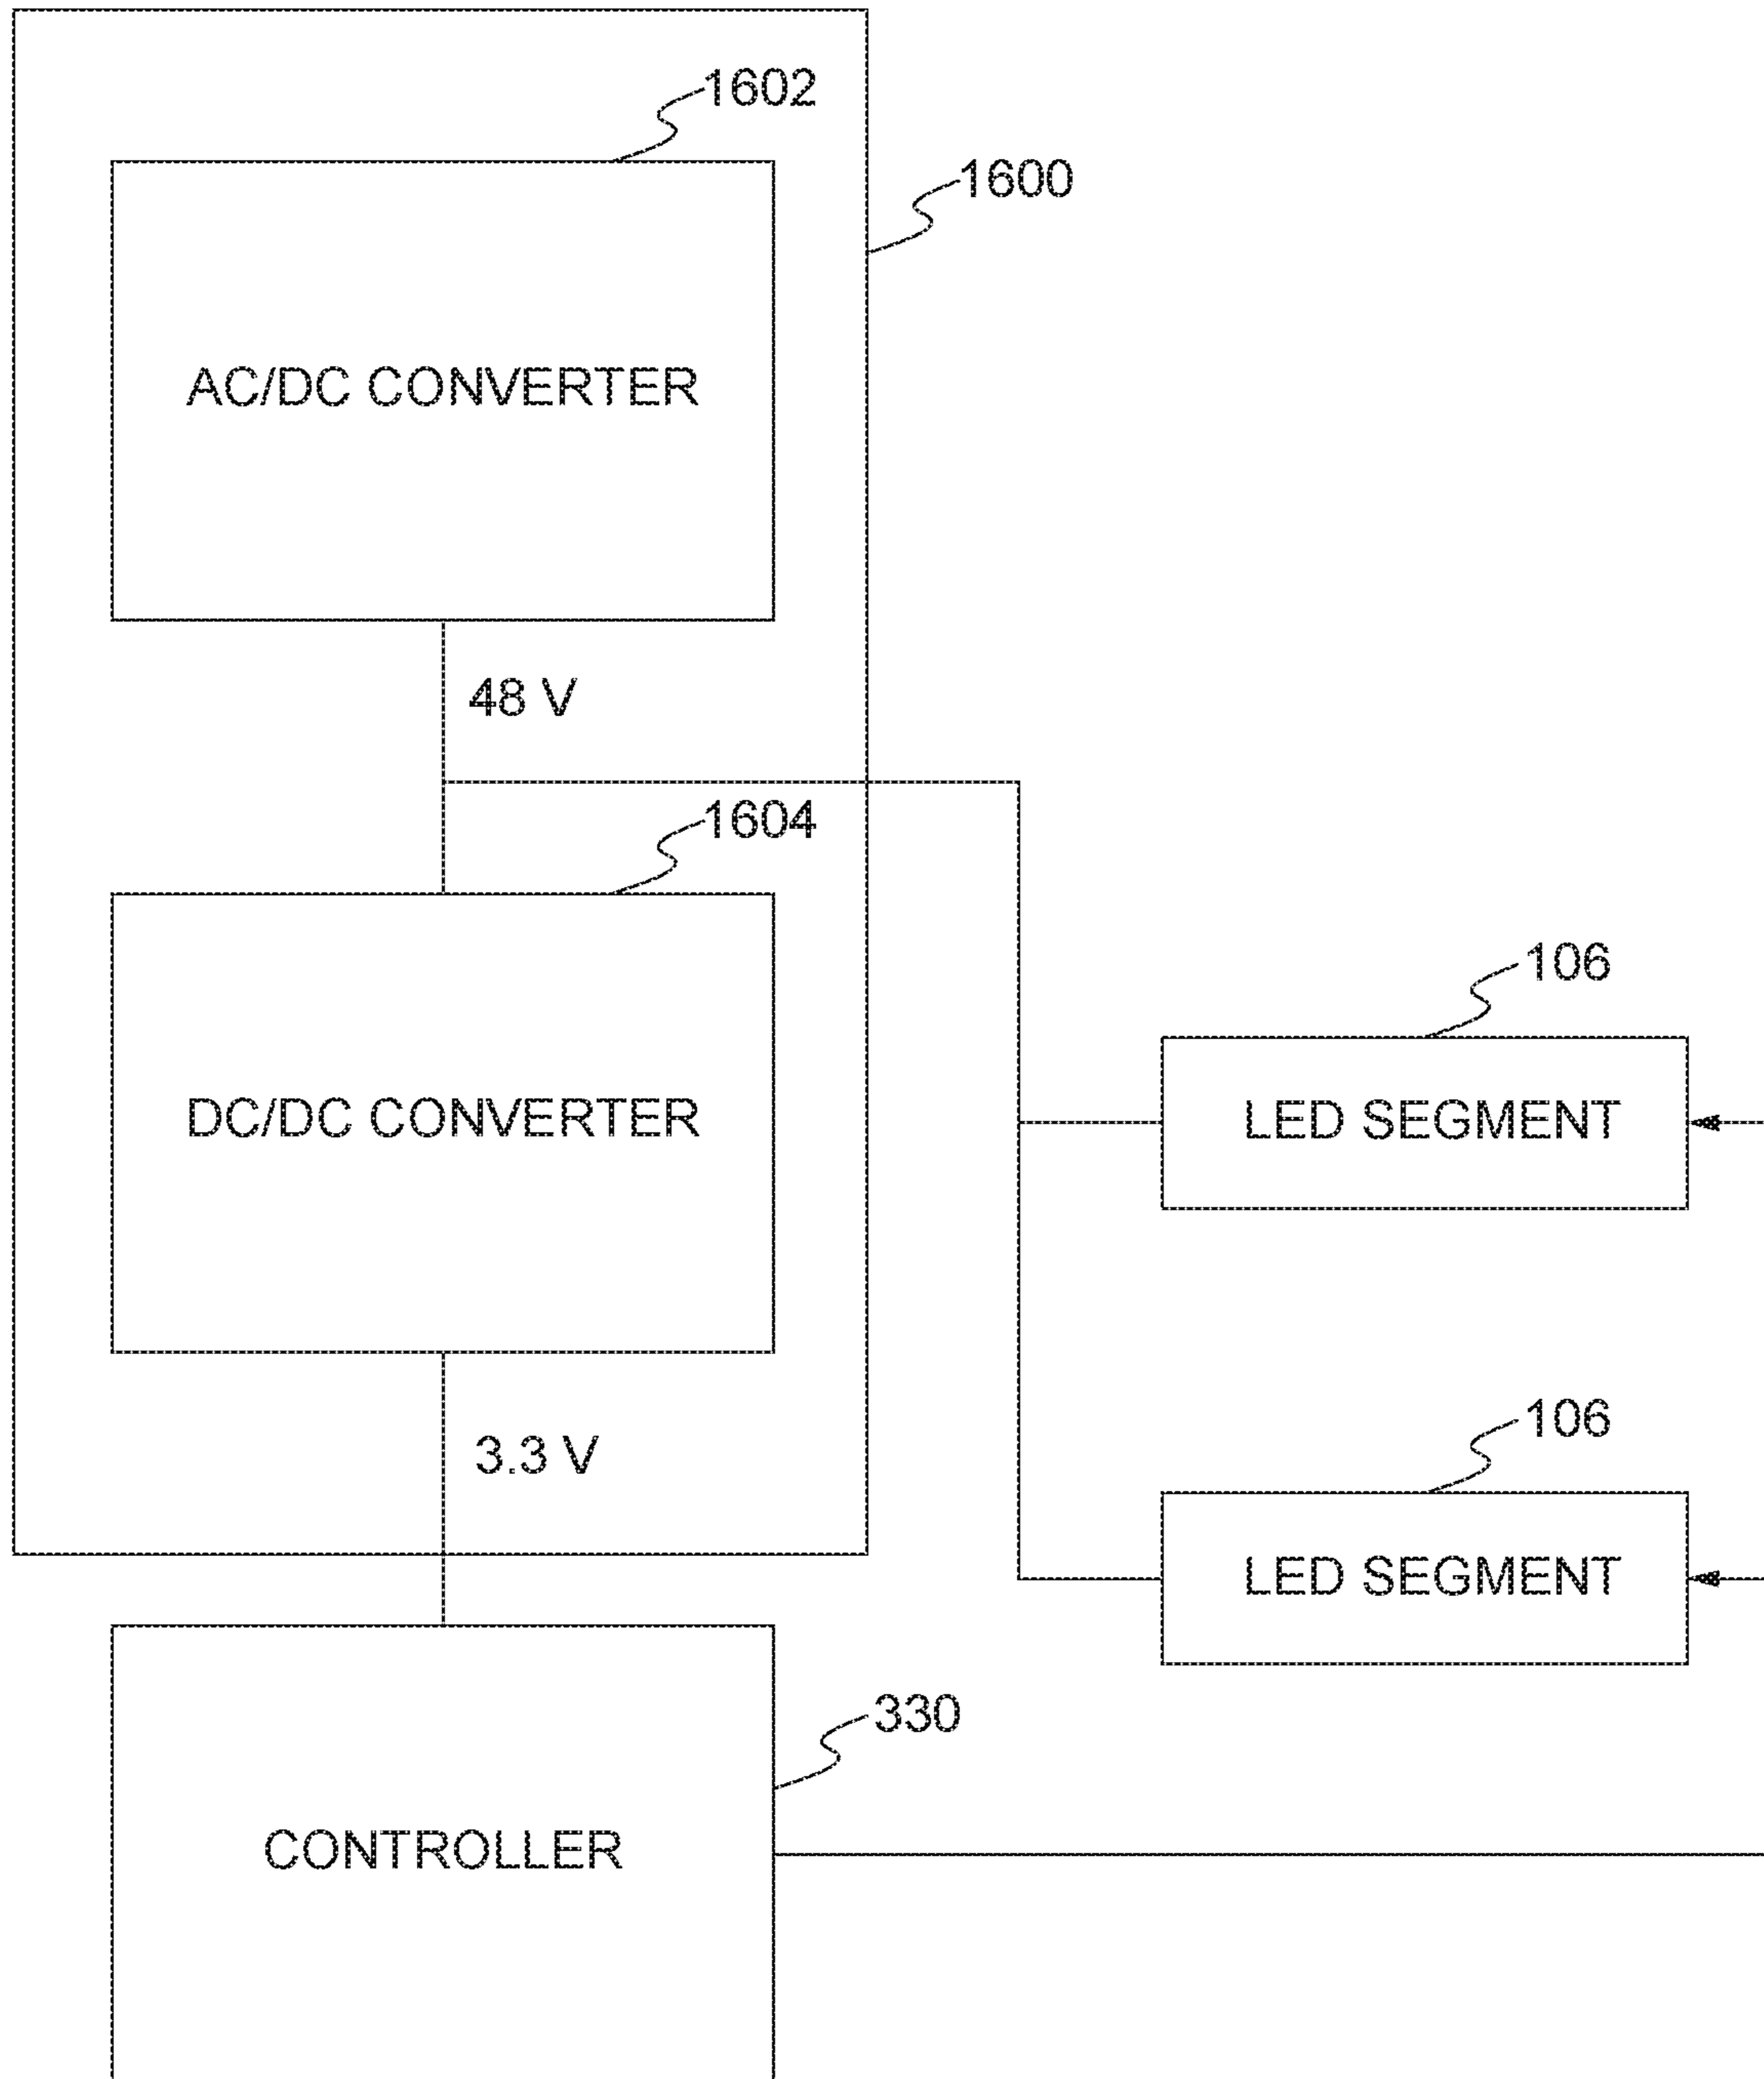 1602
1600
AC/DC CONVERTER
48 V
1604
106
DC/DC CONVERTER
LED SEGMENT
106
3.3 V
LED SEGMENT
330
CONTROLLER